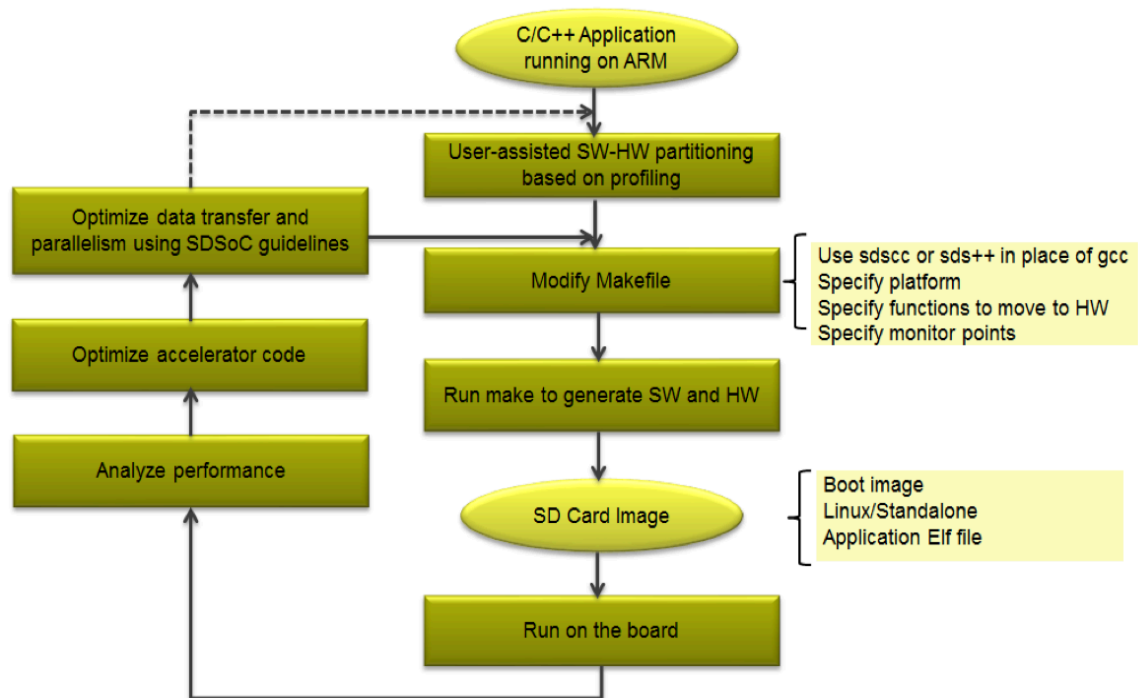 C/C++ Application
running on ARM
User-assisted SW-HW partitioning
based on profiling
Optimize data transfer and
parallelism using SDSoC guidelines
Modify Makefile
Use sdscc or sds++ in place of gcc
Specify platform
Specify functions to move to HW
Specify monitor points
Optimize accelerator code
Run make to generate SW and HW
Analyze performance
SD Card Image
Boot image
Linux/Standalone
Application Elf file
Run on the board